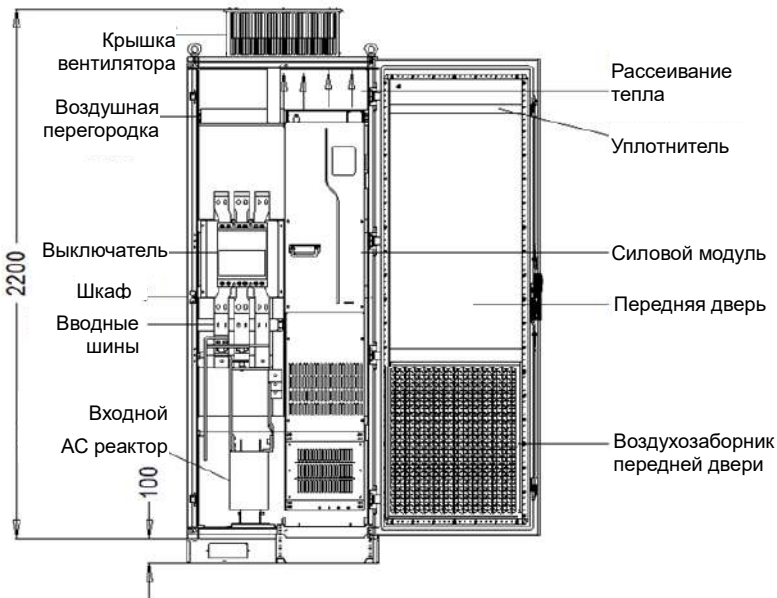 Крышка
вентилятора
Воздушная
перегородка
Выключатель
Шкаф
Вводные
шины
Входной
AC реактор
2200
100
Рассеивание
тепла
Уплотнитель
Силовой модуль
Передняя дверь
Воздухозаборник
передней двери